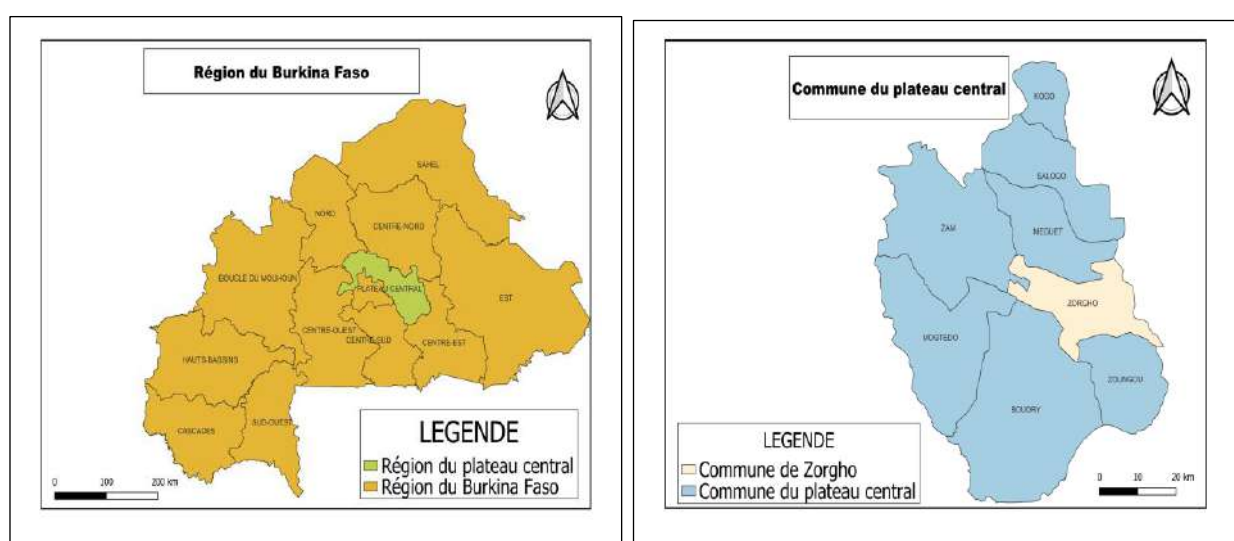 Région du Burkina Faso
SAHEL
NORD
CENTRE-NORD
BOUCLE DU MOUHOUN
PLATEAU CENTRAL
EST
CENTRE-OUEST
CENTRE-SUD
CENTRE-EST
HAUTS-BASSINS
CASCADES
SUD-OUEST
LEGENDE
Région du plateau central
Région du Burkina Faso
0 100 200 km
Commune du plateau central
KOGO
SALOGO
ZAM
MEGUET
ZORGHO
MOGTEDO
ZOUNGOU
BOUDRY
LEGENDE
Commune de Zorgho
Commune du plateau central
0 10 20 km